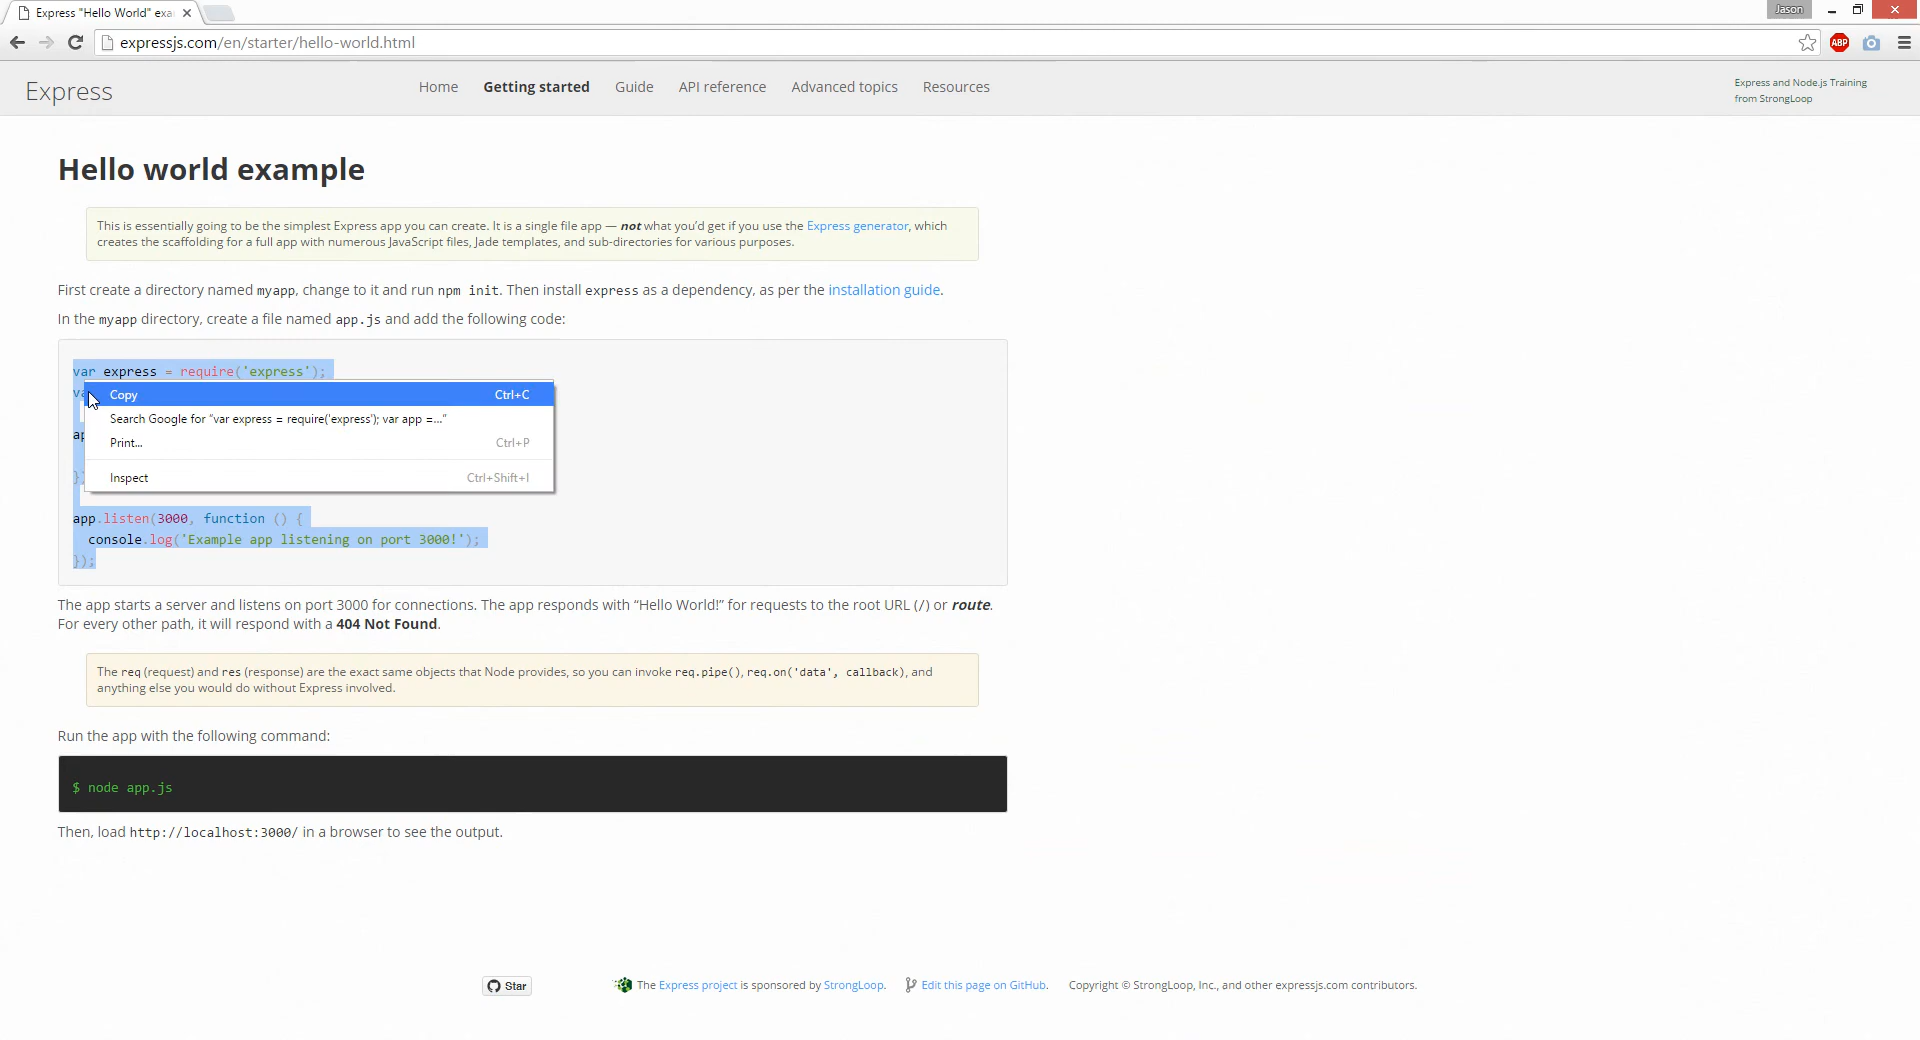 Express "Hello World" exa
Jason
expressjs.com/en/starter/hello-world.html
ABP
Express
Home
Getting started
Guide
API reference
Advanced topics
Resources
Express and Node.js Training
from StrongLoop
Hello world example
This is essentially going to be the simplest Express app you can create. It is a single file app — not what you’d get if you use the Express generator, which
creates the scaffolding for a full app with numerous JavaScript files, Jade templates, and sub-directories for various purposes.
First create a directory named myapp, change to it and run npm init. Then install express as a dependency, as per the installation guide.
In the myapp directory, create a file named app.js and add the following code:
var express = require('express');
Copy Ctrl+C
Search Google for “var express = require('express'); var app =...”
Print... Ctrl+P
Inspect Ctrl+Shift+I
app.listen(3000, function () {
console.log('Example app listening on port 3000!');
});
The app starts a server and listens on port 3000 for connections. The app responds with “Hello World!” for requests to the root URL (/) or route.
For every other path, it will respond with a 404 Not Found.
The req (request) and res (response) are the exact same objects that Node provides, so you can invoke req.pipe(), req.on('data', callback), and
anything else you would do without Express involved.
Run the app with the following command:
$ node app.js
Then, load http://localhost:3000/ in a browser to see the output.
Star
The Express project is sponsored by StrongLoop.
Edit this page on GitHub.
Copyright © StrongLoop, Inc., and other expressjs.com contributors.